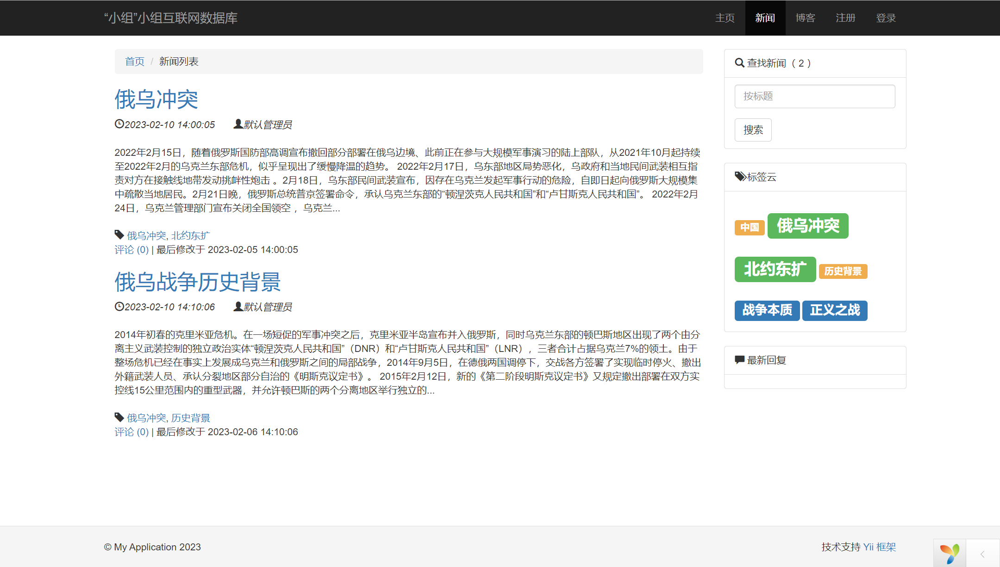 “小组”小组互联网数据库
主页 新闻 博客 注册 登录
首页 / 新闻列表
俄乌冲突
2023-02-10 14:00:05 默认管理员
2022年2月15日，随着俄罗斯国防部高调宣布撤回部分部署在俄乌边境、此前正在参与大规模军事演习的陆上部队，从2021年10月起持续
至2022年2月的乌克兰东部危机，似乎呈现出了缓慢降温的趋势。 2022年2月17日，乌东部地区局势恶化，乌政府和当地民间武装相互指
责对方在接触线地带发动挑衅性炮击 。2月18日，乌东部民间武装宣布，因存在乌克兰发起军事行动的危险，自即日起向俄罗斯大规模集
中疏散当地居民。2月21日晚，俄罗斯总统普京签署命令，承认乌克兰东部的“顿涅茨克人民共和国”和“卢甘斯克人民共和国”。 2022年2月
24日，乌克兰管理部门宣布关闭全国领空 ，乌克兰...
俄乌冲突, 北约东扩
评论 (0) | 最后修改于 2023-02-05 14:00:05
俄乌战争历史背景
2023-02-10 14:10:06 默认管理员
2014年初春的克里米亚危机。在一场短促的军事冲突之后，克里米亚半岛宣布并入俄罗斯，同时乌克兰东部的顿巴斯地区出现了两个由分
离主义武装控制的独立政治实体“顿涅茨克人民共和国”（DNR）和“卢甘斯克人民共和国”（LNR），三者合计占据乌克兰7%的领土。由于
整场危机已经在事实上发展成乌克兰和俄罗斯之间的局部战争，2014年9月5日，在德俄两国调停下，交战各方签署了实现临时停火、撤出
外籍武装人员、承认分裂地区部分自治的《明斯克议定书》。 2015年2月12日，新的《第二阶段明斯克议定书》又规定撤出部署在双方实
控线15公里范围内的重型武器，并允许顿巴斯的两个分离地区举行独立的...
俄乌冲突, 历史背景
评论 (0) | 最后修改于 2023-02-06 14:10:06
查找新闻（ 2 ）
按标题
搜索
标签云
中国 俄乌冲突
北约东扩 历史背景
战争本质 正义之战
最新回复
© My Application 2023
技术支持 Yii 框架